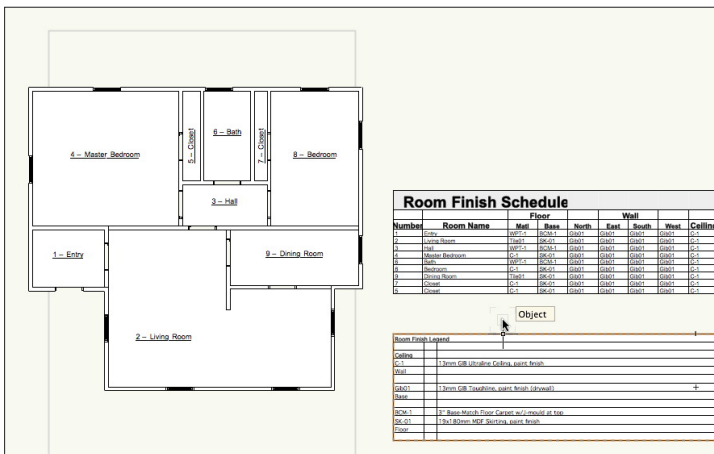 4 – Master Bedroom
5 – Closet
6 – Bath
7 – Closet
8 – Bedroom
3 – Hall
1 – Entry
9 – Dining Room
2 – Living Room
Room Finish Schedule
Floor Wall
Number Room Name Matl Base North East South West Ceiling
1 Entry WPT-1 BCM-1 Gib01 Gib01 Gib01 Gib01 C-1
2 Living Room Tile01 SK-01 Gib01 Gib01 Gib01 Gib01 C-1
3 Hall WPT-1 BCM-1 Gib01 Gib01 Gib01 Gib01 C-1
4 Master Bedroom C-1 SK-01 Gib01 Gib01 Gib01 Gib01 C-1
6 Bath WPT-1 BCM-1 Gib01 Gib01 Gib01 Gib01 C-1
8 Bedroom C-1 SK-01 Gib01 Gib01 Gib01 Gib01 C-1
9 Dining Room Tile01 SK-01 Gib01 Gib01 Gib01 Gib01 C-1
7 Closet C-1 SK-01 Gib01 Gib01 Gib01 Gib01 C-1
5 Closet C-1 SK-01 Gib01 Gib01 Gib01 Gib01 C-1
Object
Room Finish Legend
Ceiling
C-1 13mm GIB Ultraline Ceiling, paint finish
Wall
Gib01 13mm GIB Toughline, paint finish (drywall)
Base
BCM-1 3" Base-Match Floor Carpet w/J-mould at top
SK-01 19x180mm MDF Skirting, paint finish
Floor